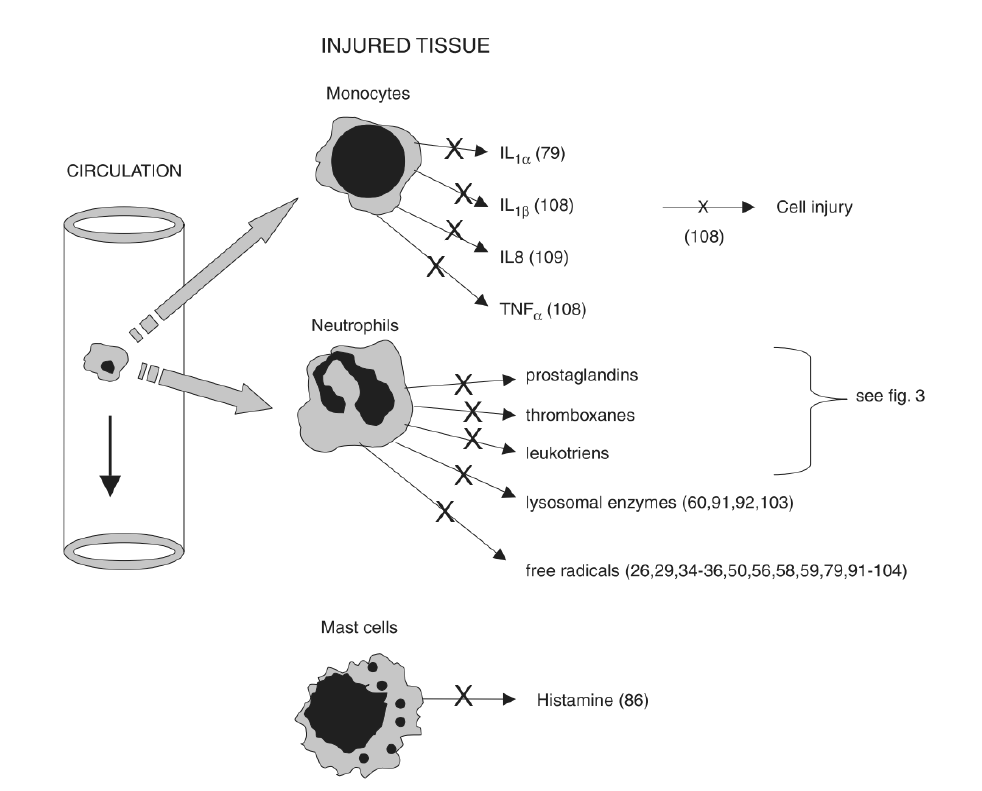 INJURED TISSUE
Monocytes
CIRCULATION
X IL1α (79)
X IL1β (108)
X Cell injury
(108)
X IL8 (109)
X TNFα (108)
Neutrophils
X prostaglandins
X thromboxanes
see fig. 3
X leukotriens
X lysosomal enzymes (60,91,92,103)
X free radicals (26,29,34-36,50,56,58,59,79,91-104)
Mast cells
X Histamine (86)